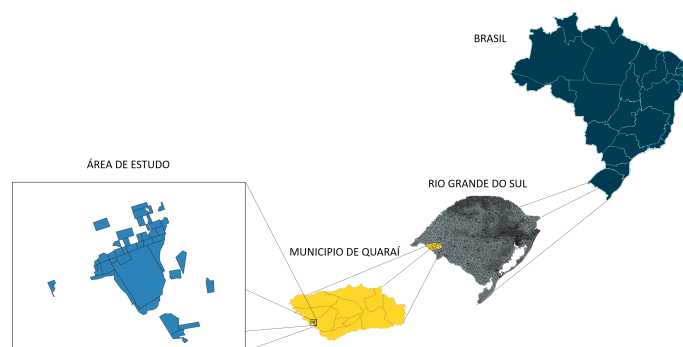 BRASIL
ÁREA DE ESTUDO
RIO GRANDE DO SUL
MUNICIPIO DE QUARAÍ